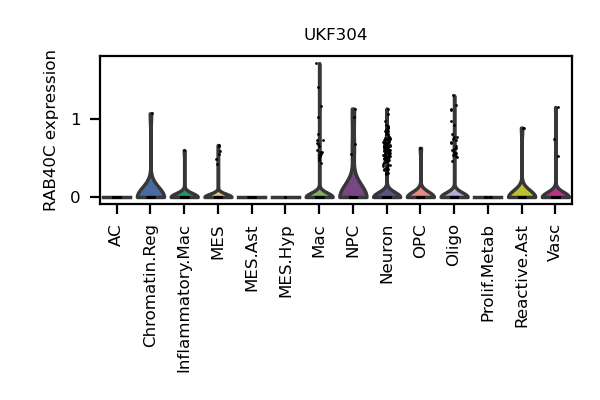 UKF304
RAB40C expression
1
0
AC
Chromatin.Reg
Inflammatory.Mac
MES
MES.Ast
MES.Hyp
Mac
NPC
Neuron
OPC
Oligo
Prolif.Metab
Reactive.Ast
Vasc